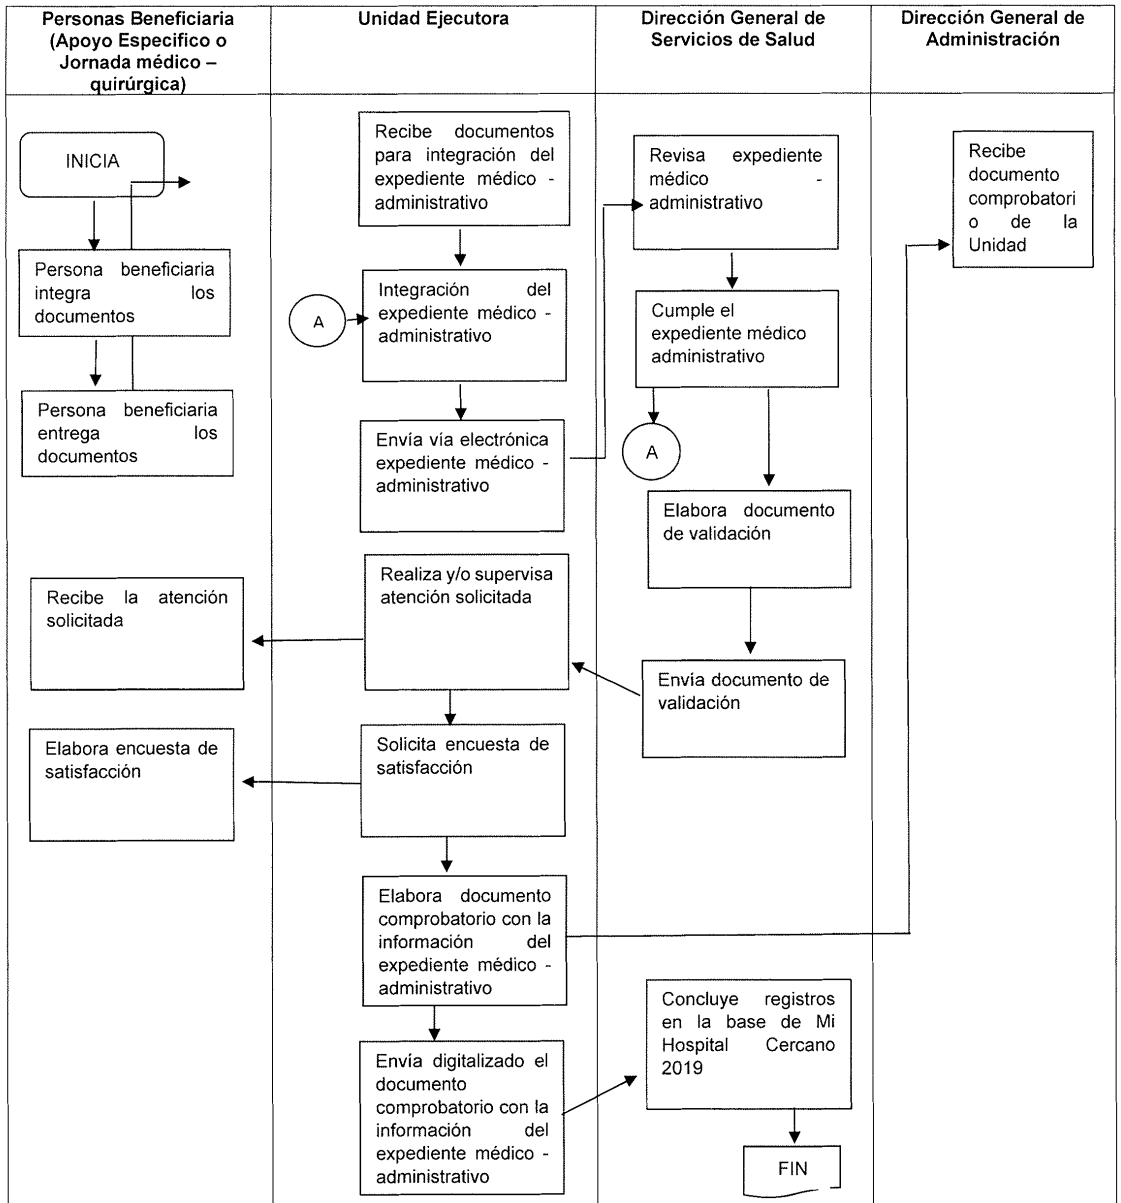 Personas Beneficiaria
(Apoyo Especifico o
Jornada médico –
quirúrgica)
Unidad Ejecutora
Dirección General de
Servicios de Salud
Dirección General de
Administración
INICIA
Persona beneficiaria
integra los
documentos
Persona beneficiaria
entrega los
documentos
Recibe la atención
solicitada
Elabora encuesta de
satisfacción
Recibe documentos
para integración del
expediente médico -
administrativo
A
Integración del
expediente médico -
administrativo
Envía vía electrónica
expediente médico -
administrativo
Realiza y/o supervisa
atención solicitada
Solicita encuesta de
satisfacción
Elabora documento
comprobatorio con la
información del
expediente médico -
administrativo
Envía digitalizado el
documento
comprobatorio con la
información del
expediente médico -
administrativo
Revisa expediente
médico -
administrativo
Cumple el
expediente médico
administrativo
A
Elabora documento
de validación
Envia documento de
validación
Concluye registros
en la base de Mi
Hospital Cercano
2019
FIN
Recibe
documento
comprobatori
o de la
Unidad